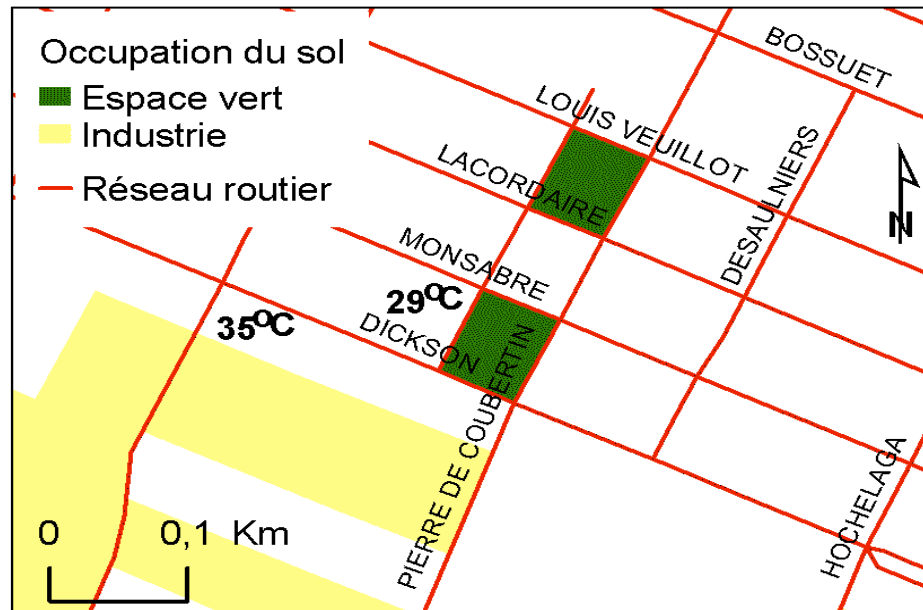 Occupation du sol
Espace vert
Industrie
Réseau routier
BOSSUET
LOUIS VEUILLOT
LACORDAIRE
DESAULNIERS
MONSABRE
N
29°C
35°C
DICKSON
PIERRE DE COUBERTIN
HOCHELAGA
0 0,1 Km